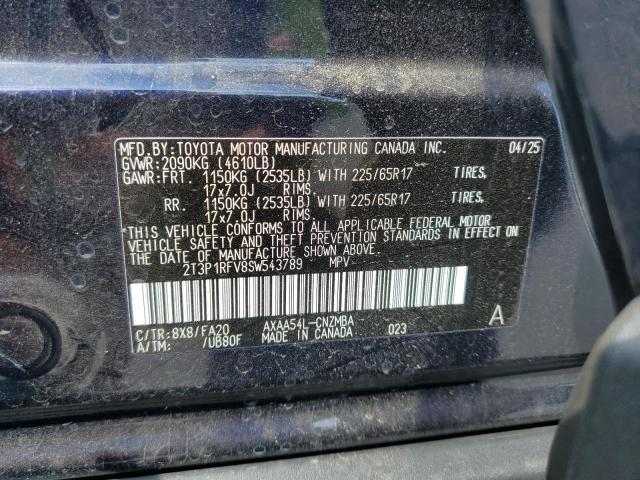 MFD.BY:TOYOTA MOTOR MANUFACTURING CANADA INC. 04/25
GVWR:2090KG (4610LB)
GAWR:FRT. 1150KG (2535LB) WITH 225/65R17 TIRES,
17x7.0J RIMS.
RR. 1150KG (2535LB) WITH 225/65R17 TIRES,
17x7.0J RIMS.
*THIS VEHICLE CONFORMS TO ALL APPLICABLE FEDERAL MOTOR
VEHICLE SAFETY AND THEFT PREVENTION STANDARDS IN EFFECT ON
THE DATE OF MANUFACTURE SHOWN ABOVE.
2T3P1RFV8SW543789 MPV
C/TR:8X8/FA20 AXAA54L-CNZMBA 023 A
A/TM: /UB80F MADE IN CANADA